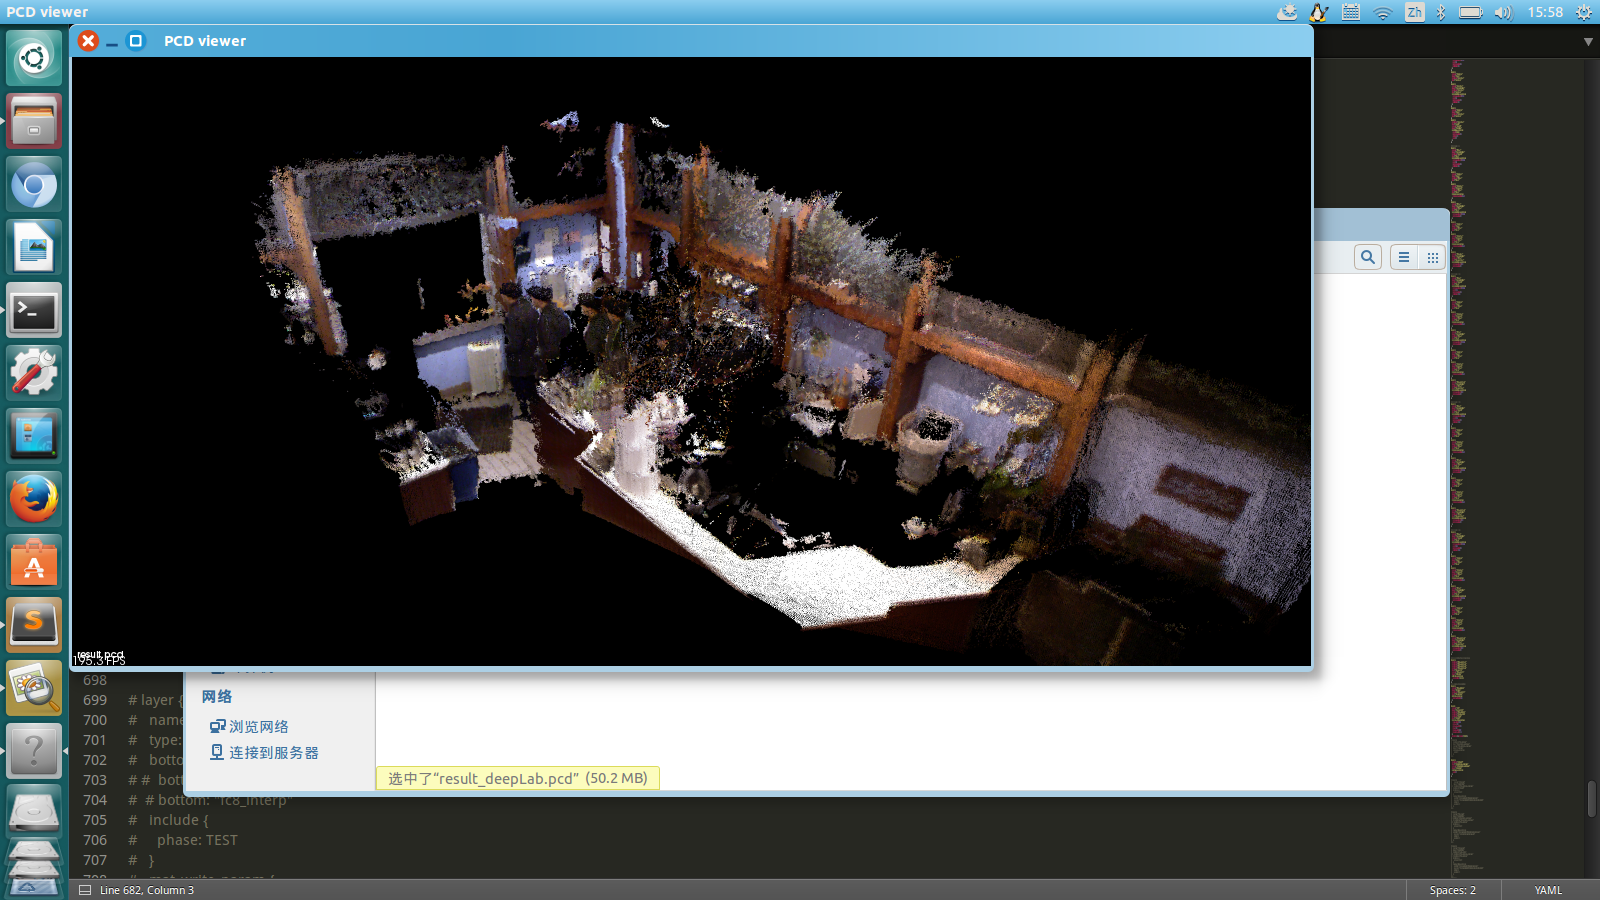 PCD viewer
Zh
15:58
PCD viewer
result.pcd
195.3 FPS
698
699 # layer {
700 # name
701 # type:
702 # botto
703 # # bott
704 # # bottom: "fc8_interp"
705 # include {
706 # phase: TEST
707 # }
网络
浏览网络
连接到服务器
选中了“result_deepLab.pcd” (50.2 MB)
Line 682, Column 3
Spaces: 2
YAML